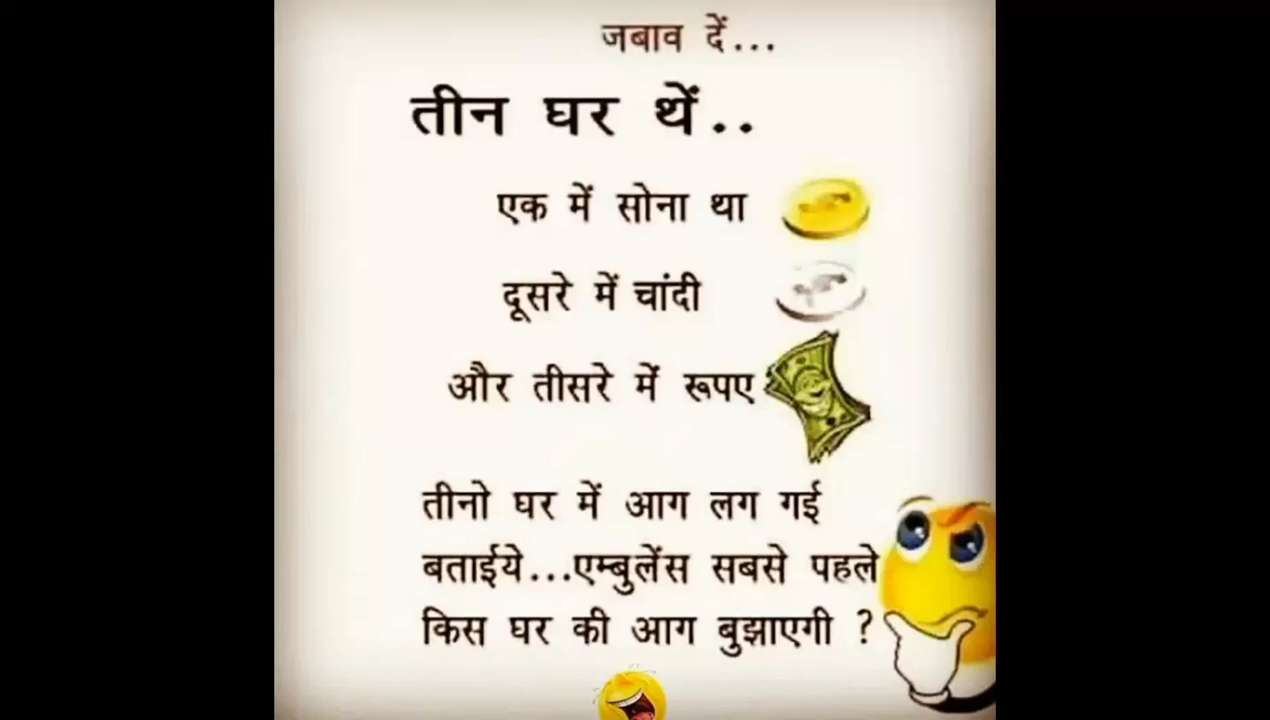 जबाव दें...
तीन घर थें..
एक में सोना था
दूसरे में चांदी
और तीसरे में रूपए
तीनो घर में आग लग गई
बताईये...एम्बुलेंस सबसे पहले
किस घर की आग बुझाएगी ?